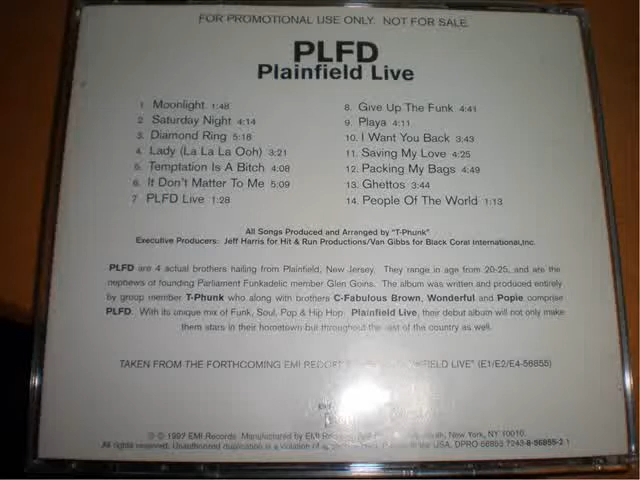 FOR PROMOTIONAL USE ONLY. NOT FOR SALE.
PLFD
Plainfield Live
1 Moonlight 1:48
2 Saturday Night 4:14
3. Diamond Ring 5:18
4. Lady (La La La Ooh) 3:21
5. Temptation Is A Bitch 4:08
6. It Don't Matter To Me 5:09
7 PLFD Live 1:28
8. Give Up The Funk 4:41
9. Playa 4:11
10. I Want You Back 3:43
11. Saving My Love 4:25
12. Packing My Bags 4:49
13. Ghettos 3:44
14. People Of The World 1:13
All Songs Produced and Arranged by "T-Phunk"
Executive Producers: Jeff Harris for Hit & Run Productions/Van Gibbs for Black Coral International,Inc.
PLFD are 4 actual brothers hailing from Plainfield, New Jersey. They range in age from 20-25, and are the
nephews of founding Parliament Funkadelic member Glen Goins. The album was written and produced entirely
by group member T-Phunk who along with brothers C-Fabulous Brown, Wonderful and Popie comprise
PLFD. With its unique mix of Funk, Soul, Pop & Hip Hop. Plainfield Live, their debut album will not only make
them stars in their hometown but throughout the rest of the country as well.
TAKEN FROM THE FORTHCOMING EMI RECORDS LIVE" (E1/E2/E4-56855)
℗ © 1997 EMI Records. Manufactured by EMI New York, NY 10010.
All rights reserved. Unauthorized duplication is a violation of USA. DPRO 56855 7243-8-56855-2 1